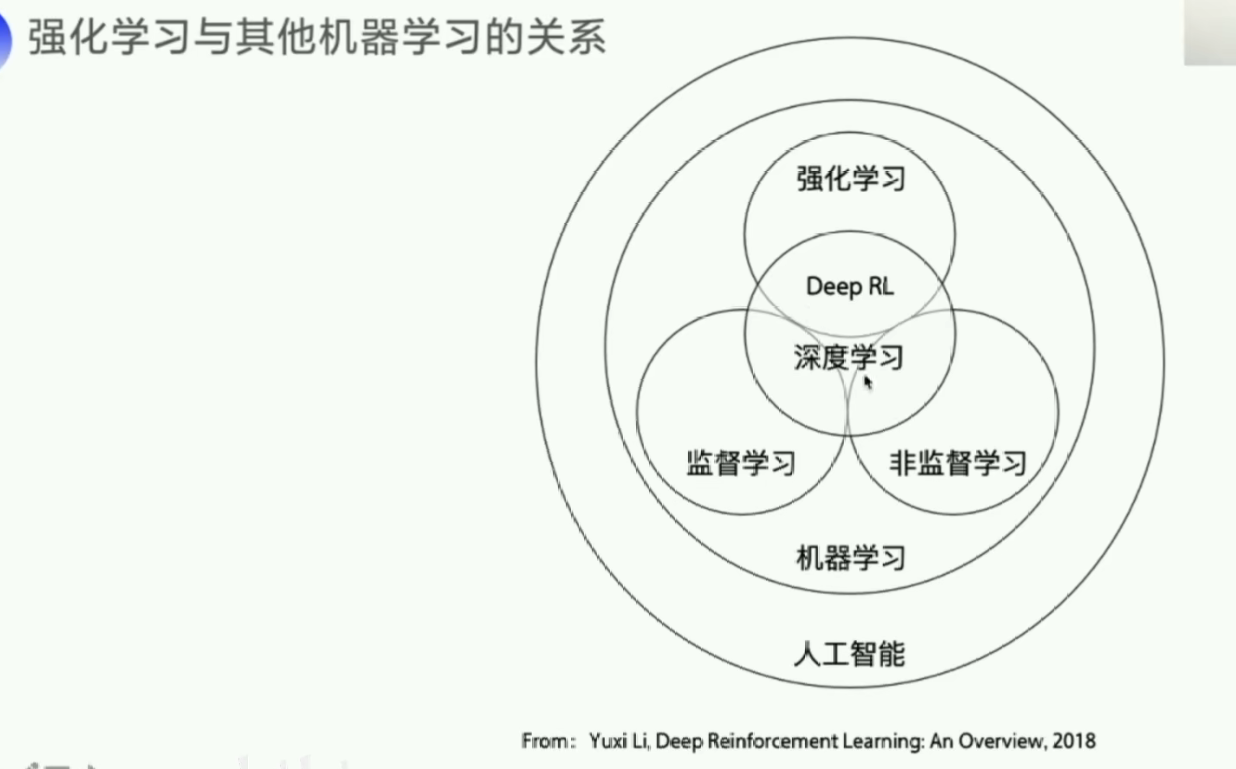 强化学习与其他机器学习的关系
强化学习
Deep RL
深度学习
监督学习
非监督学习
机器学习
人工智能
From: Yuxi Li, Deep Reinforcement Learning: An Overview, 2018